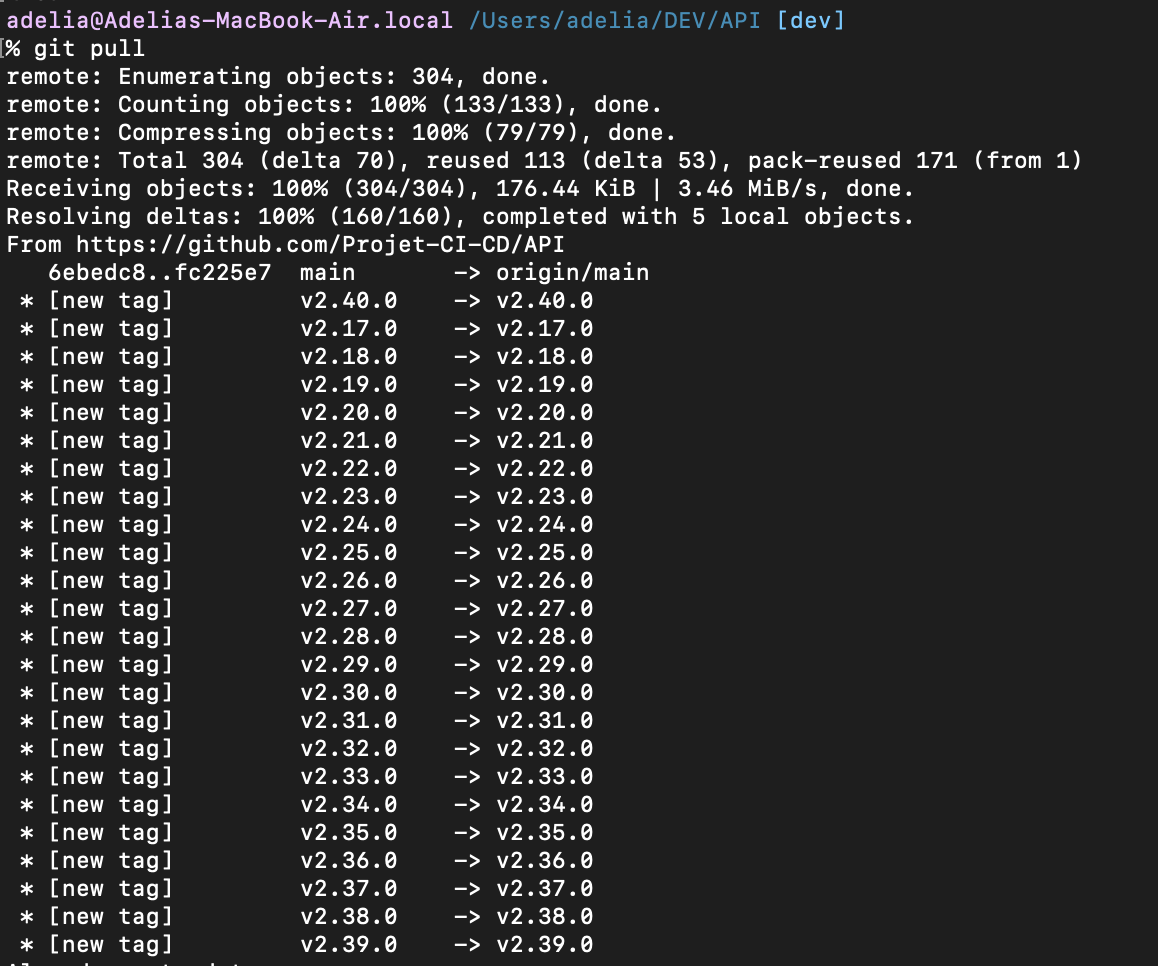 adelia@Adelias-MacBook-Air.local /Users/adelia/DEV/API [dev]
[% git pull
remote: Enumerating objects: 304, done.
remote: Counting objects: 100% (133/133), done.
remote: Compressing objects: 100% (79/79), done.
remote: Total 304 (delta 70), reused 113 (delta 53), pack-reused 171 (from 1)
Receiving objects: 100% (304/304), 176.44 KiB | 3.46 MiB/s, done.
Resolving deltas: 100% (160/160), completed with 5 local objects.
From https://github.com/Projet-CI-CD/API
   6ebedc8..fc225e7  main       -> origin/main
 * [new tag]         v2.40.0    -> v2.40.0
 * [new tag]         v2.17.0    -> v2.17.0
 * [new tag]         v2.18.0    -> v2.18.0
 * [new tag]         v2.19.0    -> v2.19.0
 * [new tag]         v2.20.0    -> v2.20.0
 * [new tag]         v2.21.0    -> v2.21.0
 * [new tag]         v2.22.0    -> v2.22.0
 * [new tag]         v2.23.0    -> v2.23.0
 * [new tag]         v2.24.0    -> v2.24.0
 * [new tag]         v2.25.0    -> v2.25.0
 * [new tag]         v2.26.0    -> v2.26.0
 * [new tag]         v2.27.0    -> v2.27.0
 * [new tag]         v2.28.0    -> v2.28.0
 * [new tag]         v2.29.0    -> v2.29.0
 * [new tag]         v2.30.0    -> v2.30.0
 * [new tag]         v2.31.0    -> v2.31.0
 * [new tag]         v2.32.0    -> v2.32.0
 * [new tag]         v2.33.0    -> v2.33.0
 * [new tag]         v2.34.0    -> v2.34.0
 * [new tag]         v2.35.0    -> v2.35.0
 * [new tag]         v2.36.0    -> v2.36.0
 * [new tag]         v2.37.0    -> v2.37.0
 * [new tag]         v2.38.0    -> v2.38.0
 * [new tag]         v2.39.0    -> v2.39.0